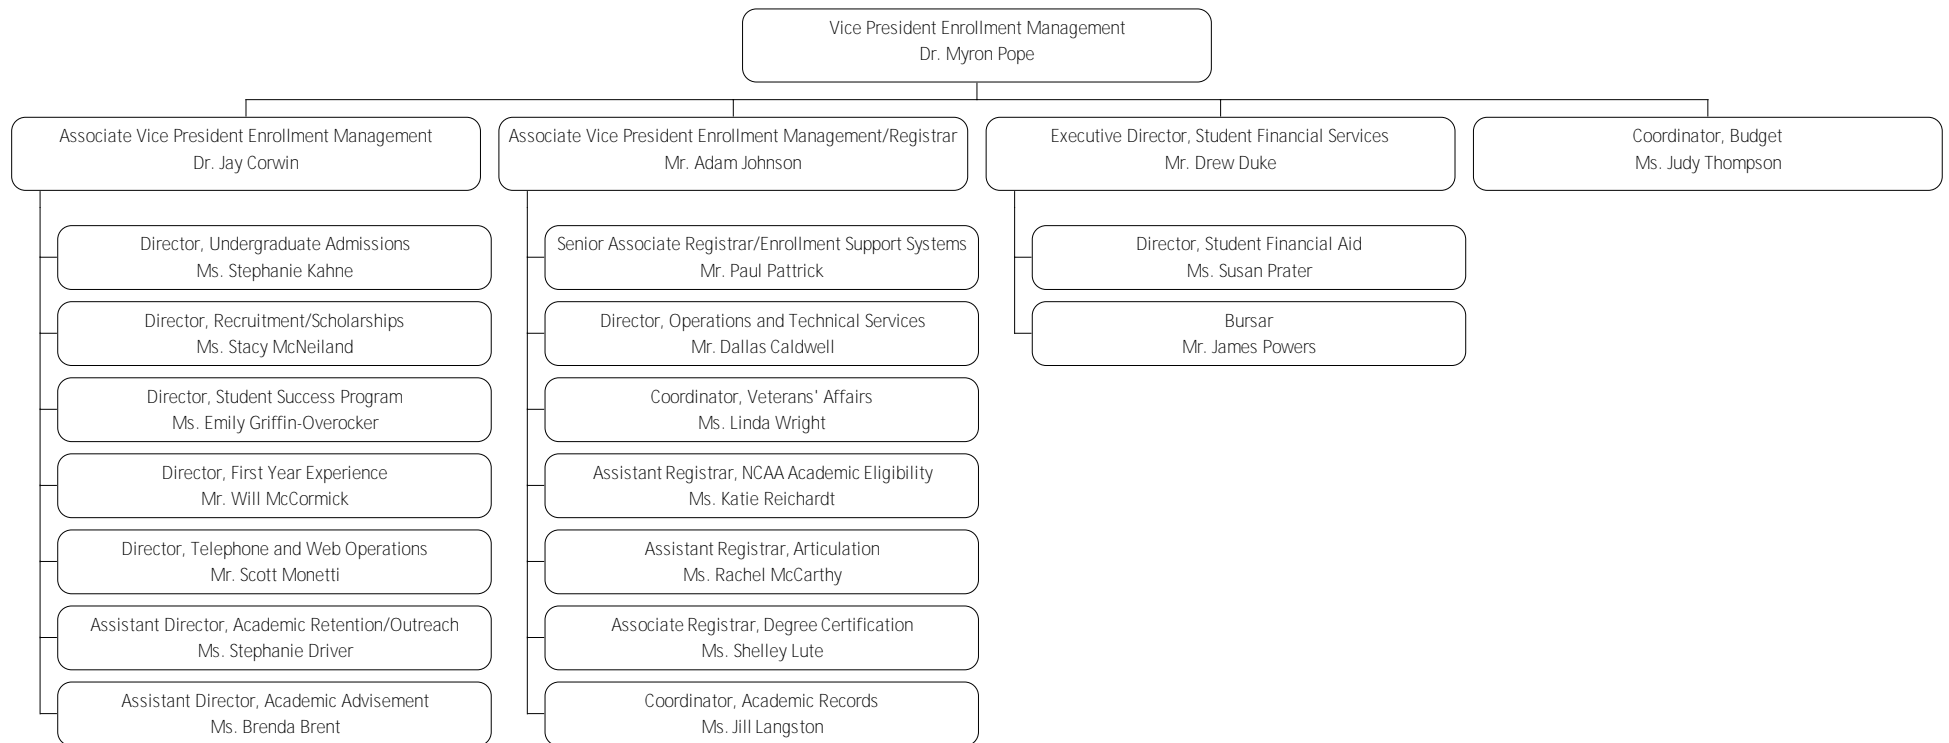 Vice President Enrollment Management
Dr. Myron Pope
Associate Vice President Enrollment Management
Dr. Jay Corwin
Associate Vice President Enrollment Management/Registrar
Mr. Adam Johnson
Executive Director, Student Financial Services
Mr. Drew Duke
Coordinator, Budget
Ms. Judy Thompson
Director, Undergraduate Admissions
Ms. Stephanie Kahne
Director, Recruitment/Scholarships
Ms. Stacy McNeiland
Director, Student Success Program
Ms. Emily Griffin-Overocker
Director, First Year Experience
Mr. Will McCormick
Director, Telephone and Web Operations
Mr. Scott Monetti
Assistant Director, Academic Retention/Outreach
Ms. Stephanie Driver
Assistant Director, Academic Advisement
Ms. Brenda Brent
Senior Associate Registrar/Enrollment Support Systems
Mr. Paul Pattrick
Director, Operations and Technical Services
Mr. Dallas Caldwell
Coordinator, Veterans' Affairs
Ms. Linda Wright
Assistant Registrar, NCAA Academic Eligibility
Ms. Katie Reichardt
Assistant Registrar, Articulation
Ms. Rachel McCarthy
Associate Registrar, Degree Certification
Ms. Shelley Lute
Coordinator, Academic Records
Ms. Jill Langston
Director, Student Financial Aid
Ms. Susan Prater
Bursar
Mr. James Powers